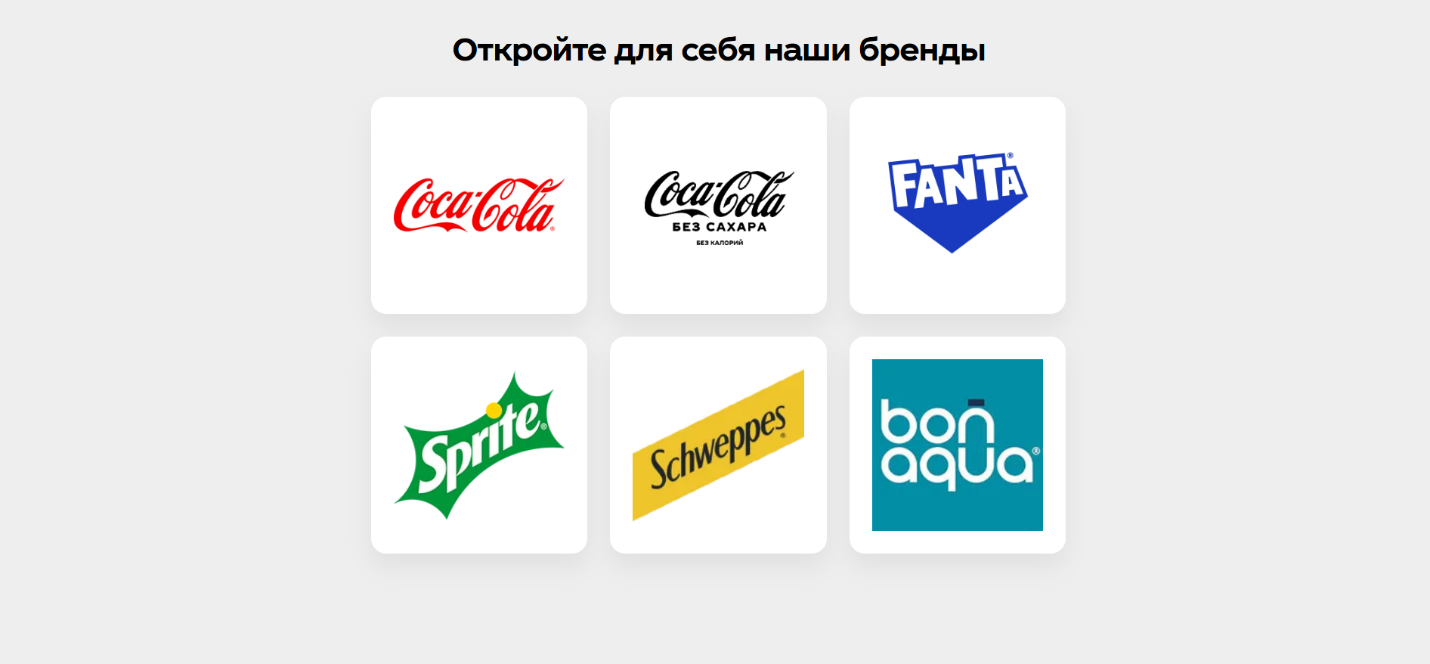 Откройте для себя наши бренды
Coca-Cola®
Coca-Cola
БЕЗ САХАРА
БЕЗ КАЛОРИЙ
FANTA®
Sprite®
Schweppes®
bon
aqua®